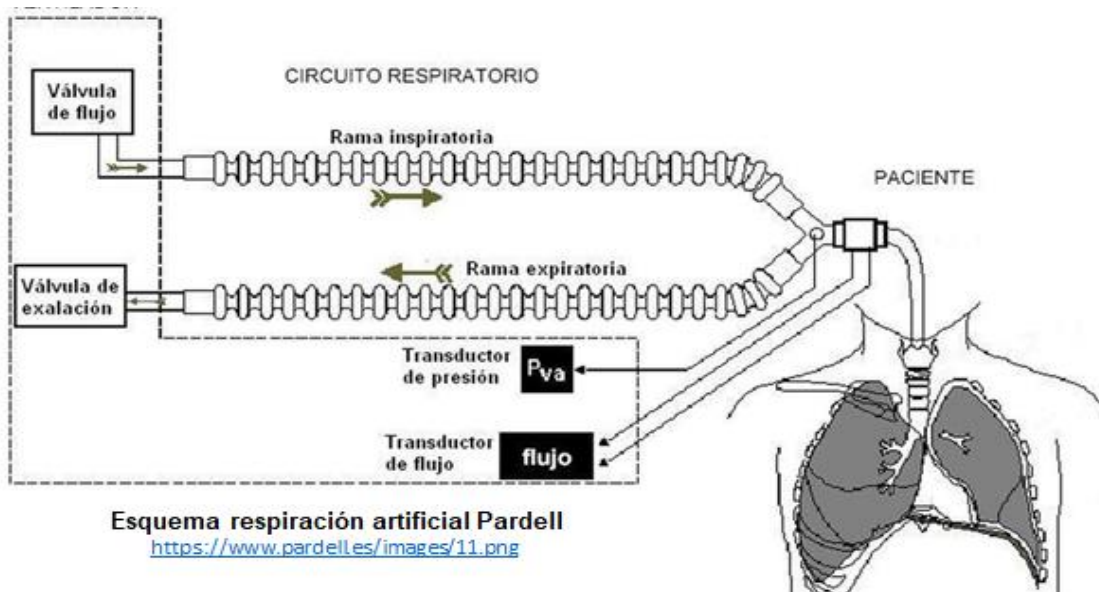 CIRCUITO RESPIRATORIO
Válvula
de flujo
Rama inspiratoria
PACIENTE
Válvula de
exalación
Rama expiratoria
Transductor
de presión
Pva
Transductor
de flujo
flujo
Esquema respiración artificial Pardell
https://www.pardell.es/images/11.png